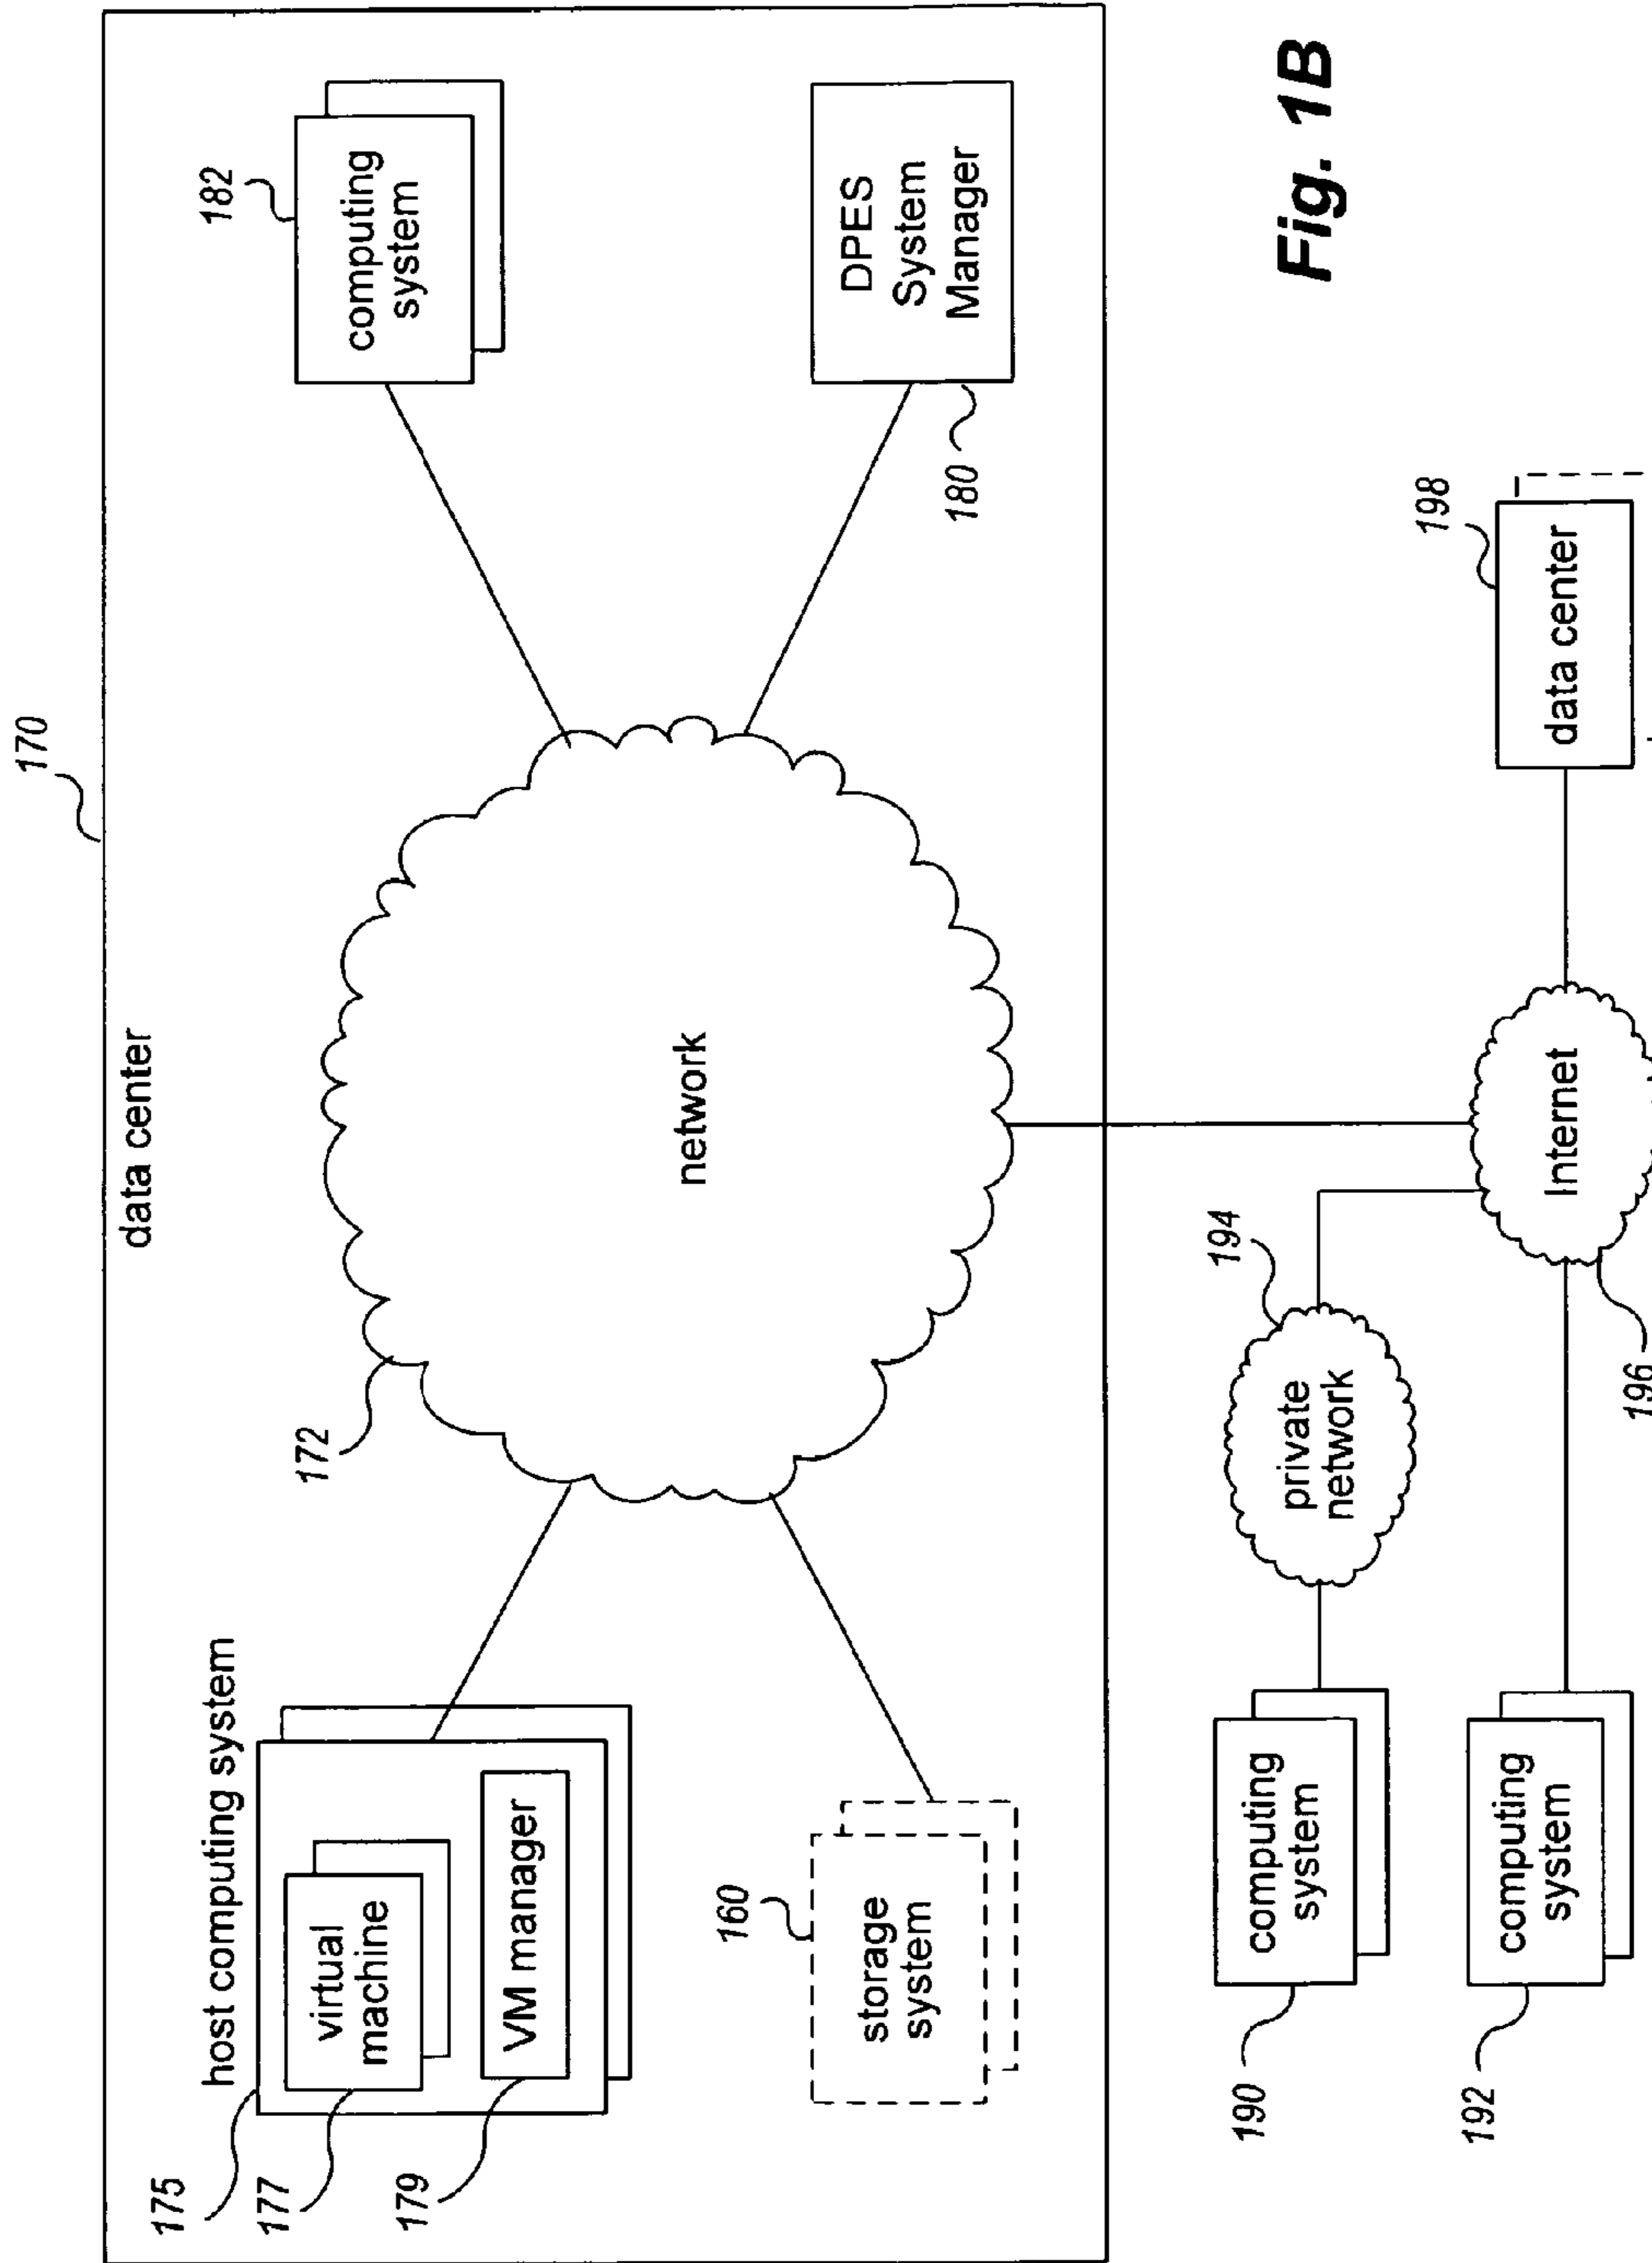 170
data center
host computing system
175
virtual
machine
177
VM manager
179
172
network
182
computing
system
160
storage
system
DPES
System
Manager
180
Fig. 1B
190
computing
system
private
network
194
192
computing
system
Internet
196
data center
198